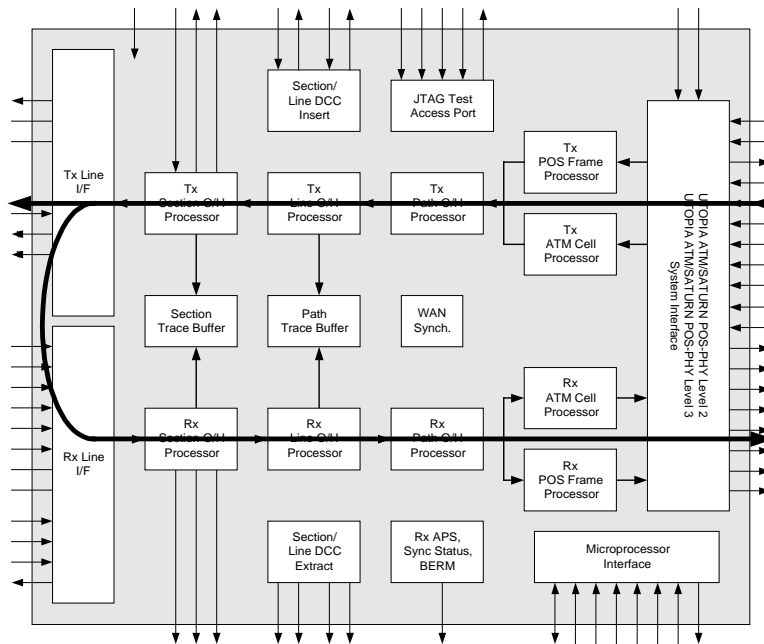 Section/
Line DCC
Insert
JTAG Test
Access Port
Tx Line
I/F
Tx
Section O/H
Processor
Tx
Line O/H
Processor
Tx
Path O/H
Processor
Tx
POS Frame
Processor
Tx
ATM Cell
Processor
UTOPIA ATM/SATURN POS-PHY Level 2
UTOPIA ATM/SATURN POS-PHY Level 3
System Interface
Section
Trace Buffer
Path
Trace Buffer
WAN
Synch.
Rx Line
I/F
Rx
Section O/H
Processor
Rx
Line O/H
Processor
Rx
Path O/H
Processor
Rx
ATM Cell
Processor
Rx
POS Frame
Processor
Section/
Line DCC
Extract
Rx APS,
Sync Status,
BERM
Microprocessor
Interface